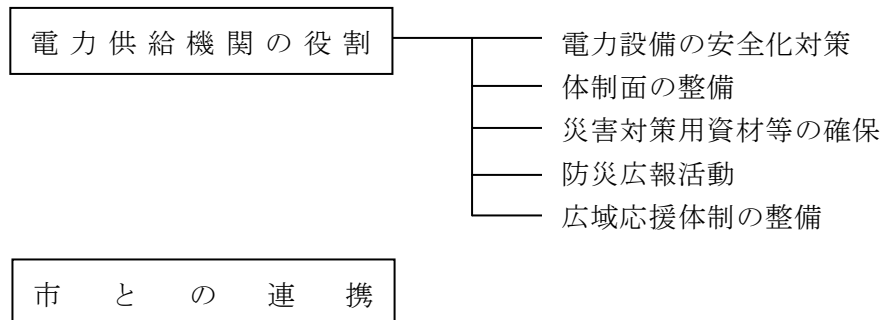 電力供給機関の役割
電力設備の安全化対策
体制面の整備
災害対策用資材等の確保
防災広報活動
広域応援体制の整備
市との連携